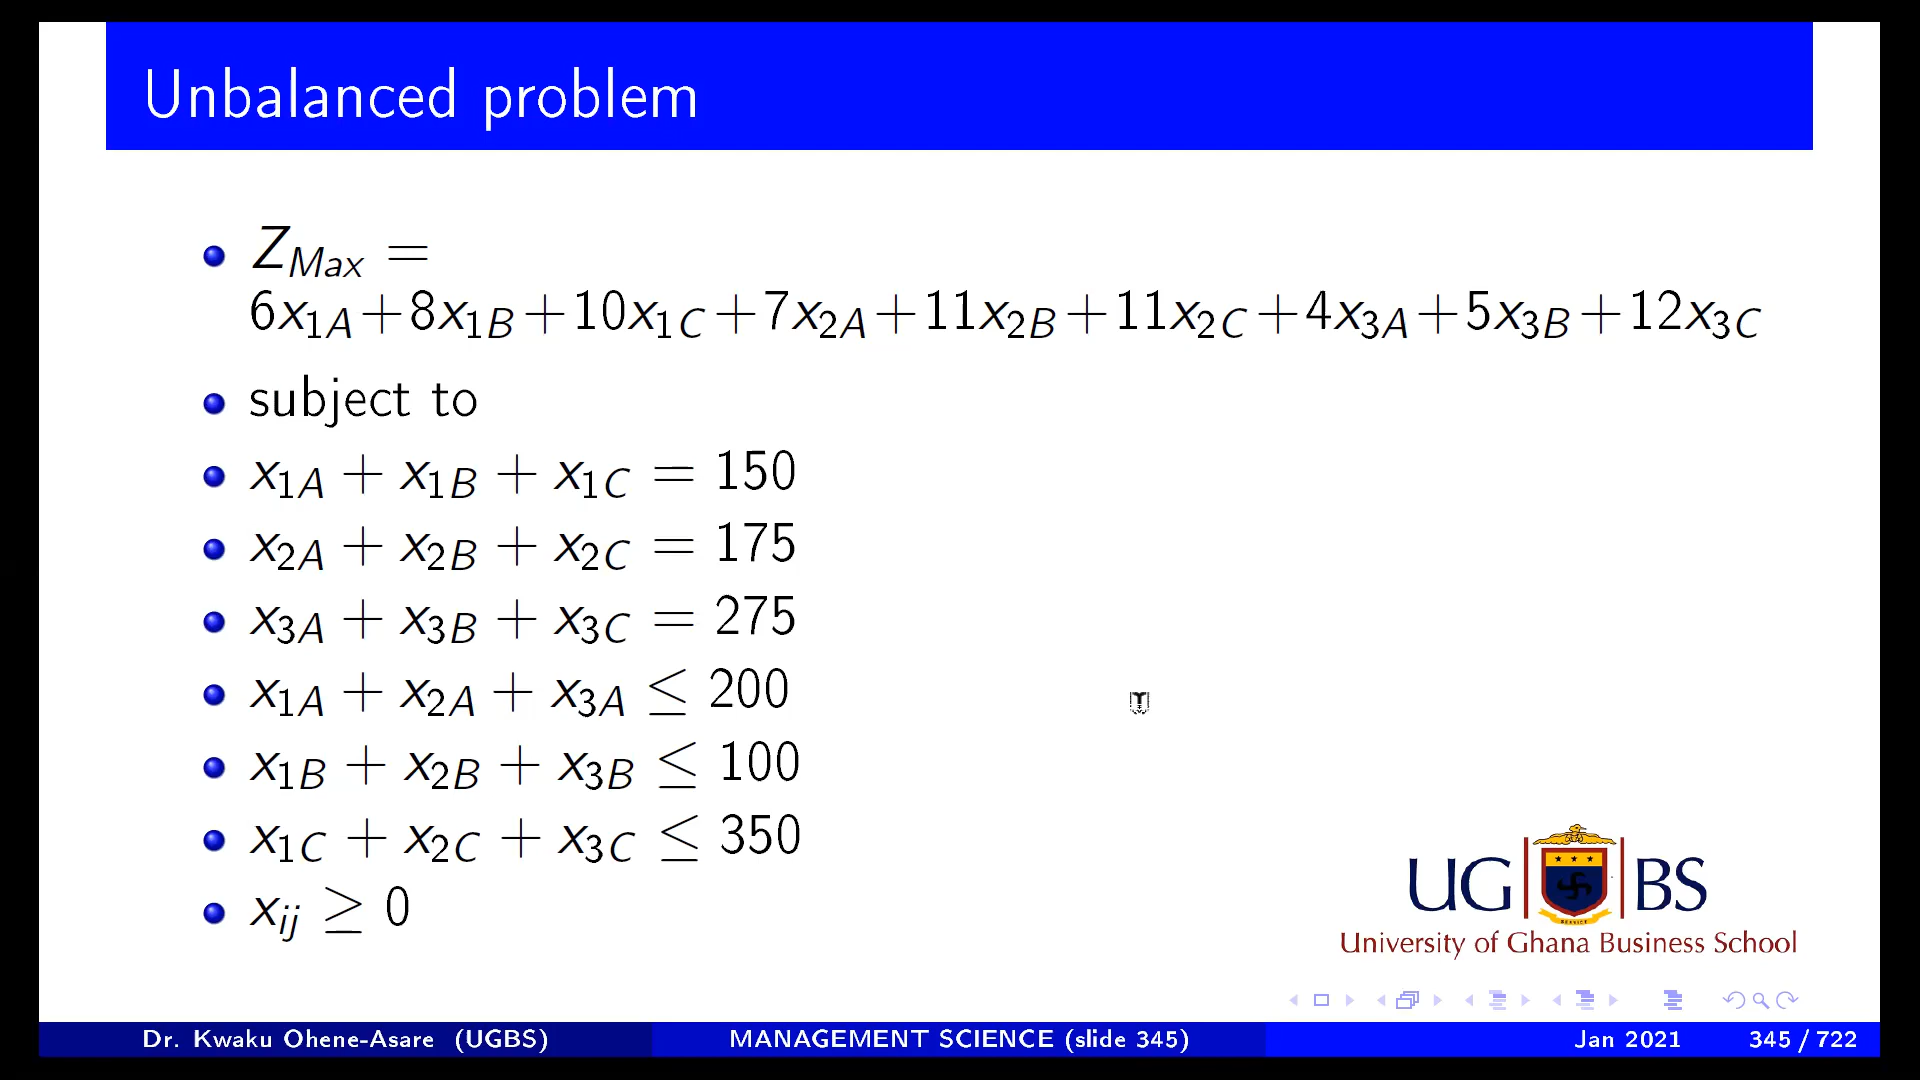 Unbalanced problem
Z_Max =
6x_1A + 8x_1B + 10x_1C + 7x_2A + 11x_2B + 11x_2C + 4x_3A + 5x_3B + 12x_3C
subject to
x_1A + x_1B + x_1C = 150
x_2A + x_2B + x_2C = 175
x_3A + x_3B + x_3C = 275
x_1A + x_2A + x_3A ≤ 200
x_1B + x_2B + x_3B ≤ 100
x_1C + x_2C + x_3C ≤ 350
x_ij ≥ 0
UG BS
SERVICE
University of Ghana Business School
Dr. Kwaku Ohene-Asare (UGBS) MANAGEMENT SCIENCE (slide 345) Jan 2021 345 / 722